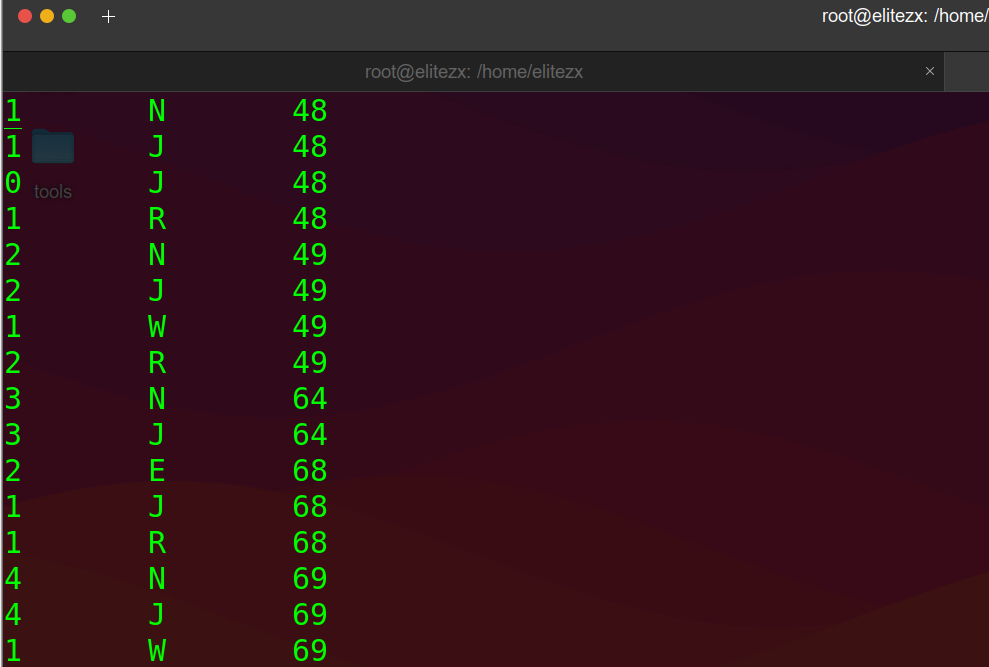 root@elitezx: /home/
root@elitezx: /home/elitezx ×
1 N 48
1 J 48
0 J 48
tools
1 R 48
2 N 49
2 J 49
1 W 49
2 R 49
3 N 64
3 J 64
2 E 68
1 J 68
1 R 68
4 N 69
4 J 69
1 W 69